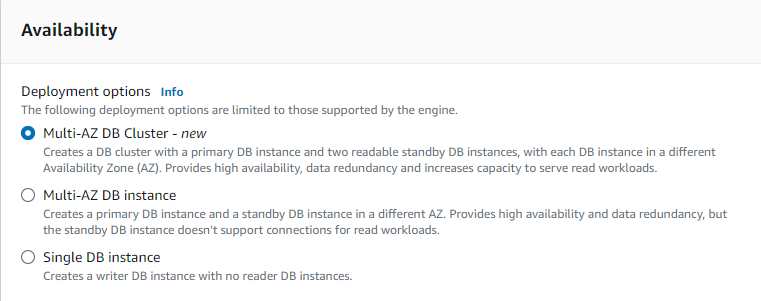 Availability
Deployment options Info
The following deployment options are limited to those supported by the engine.
Multi-AZ DB Cluster - new
Creates a DB cluster with a primary DB instance and two readable standby DB instances, with each DB instance in a different
Availability Zone (AZ). Provides high availability, data redundancy and increases capacity to serve read workloads.
Multi-AZ DB instance
Creates a primary DB instance and a standby DB instance in a different AZ. Provides high availability and data redundancy, but
the standby DB instance doesn't support connections for read workloads.
Single DB instance
Creates a writer DB instance with no reader DB instances.